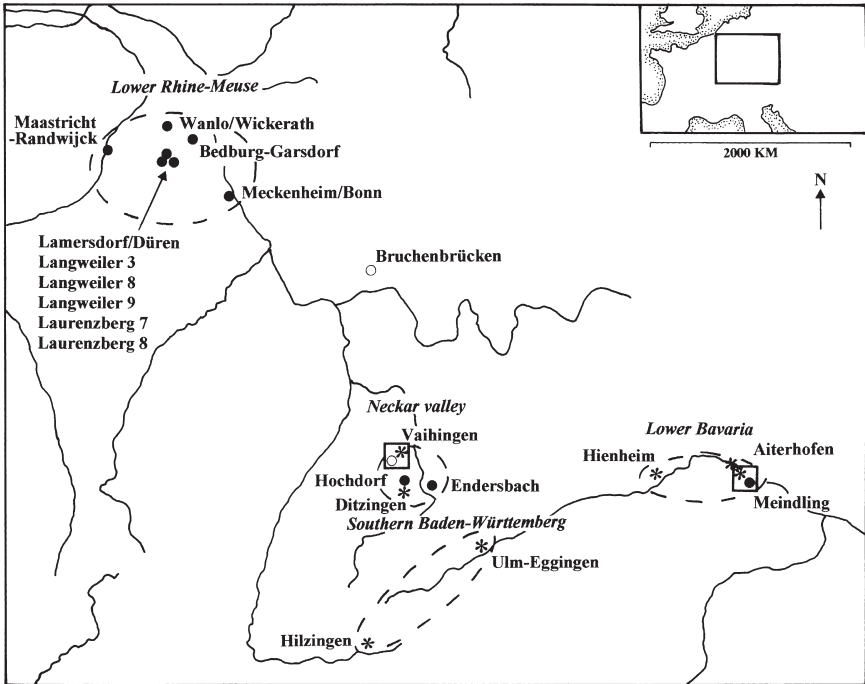 Lower Rhine-Meuse
Maastricht
-Randwijck
Wanlo/Wickerath
Bedburg-Garsdorf
Meckenheim/Bonn
Lamersdorf/Düren
Langweiler 3
Langweiler 8
Langweiler 9
Laurenzberg 7
Laurenzberg 8
2000 KM
N
Bruchenbrücken
Neckar valley
Vaihingen
Hochdorf
Ditzingen
Endersbach
Lower Bavaria
Hienheim
Aiterhofen
Meindling
Southern Baden-Württemberg
Ulm-Eggingen
Hilzingen